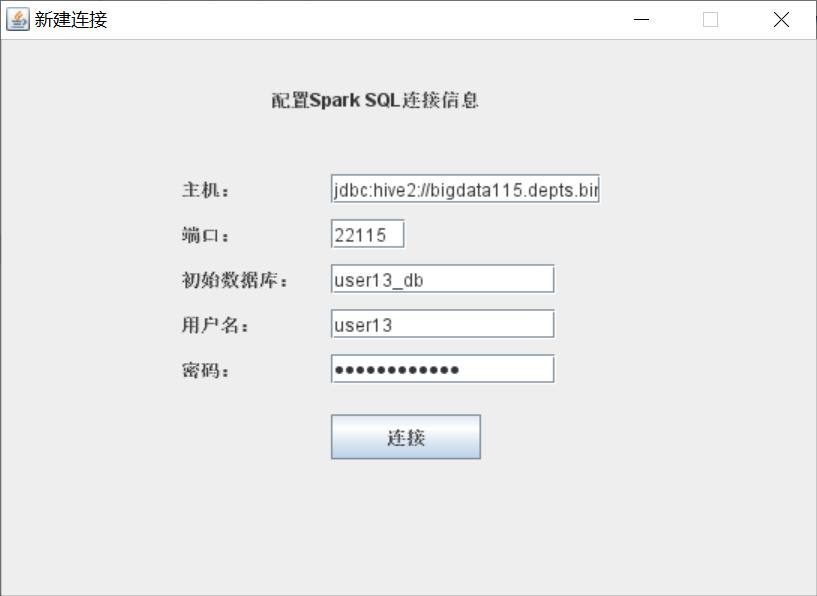 新建连接
配置Spark SQL连接信息
主机： jdbc:hive2://bigdata115.depts.bin
端口： 22115
初始数据库： user13_db
用户名： user13
密码： ••••••••••••
连接